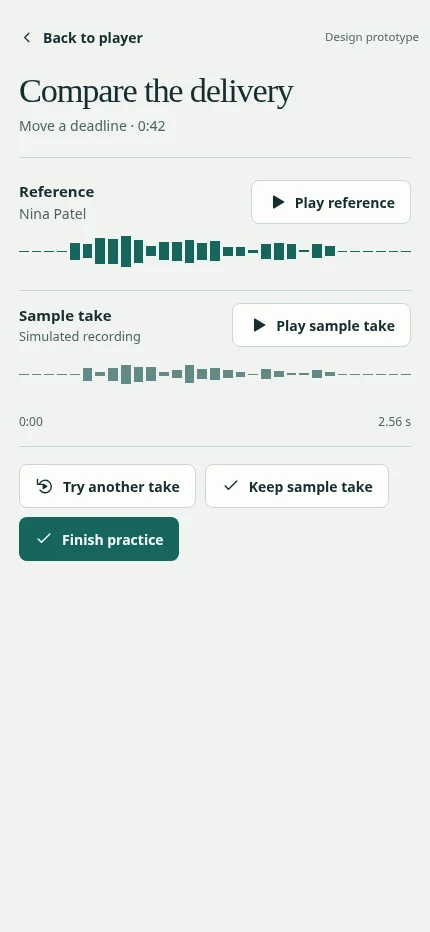 Back to player
Design prototype
Compare the delivery
Move a deadline · 0:42
Reference
Nina Patel
Play reference
Sample take
Simulated recording
Play sample take
0:00
2.56 s
Try another take
Keep sample take
Finish practice